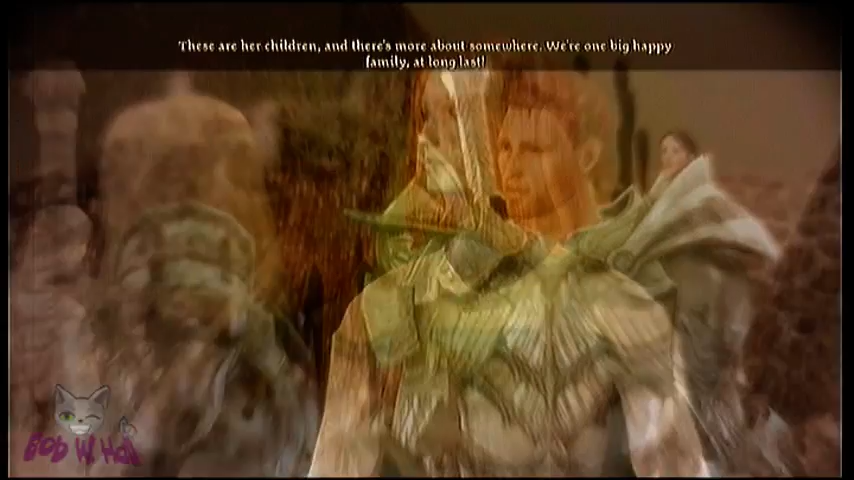 These are her children, and there's more about somewhere. We're one big happy
family, at long last!
Bob W. Hall